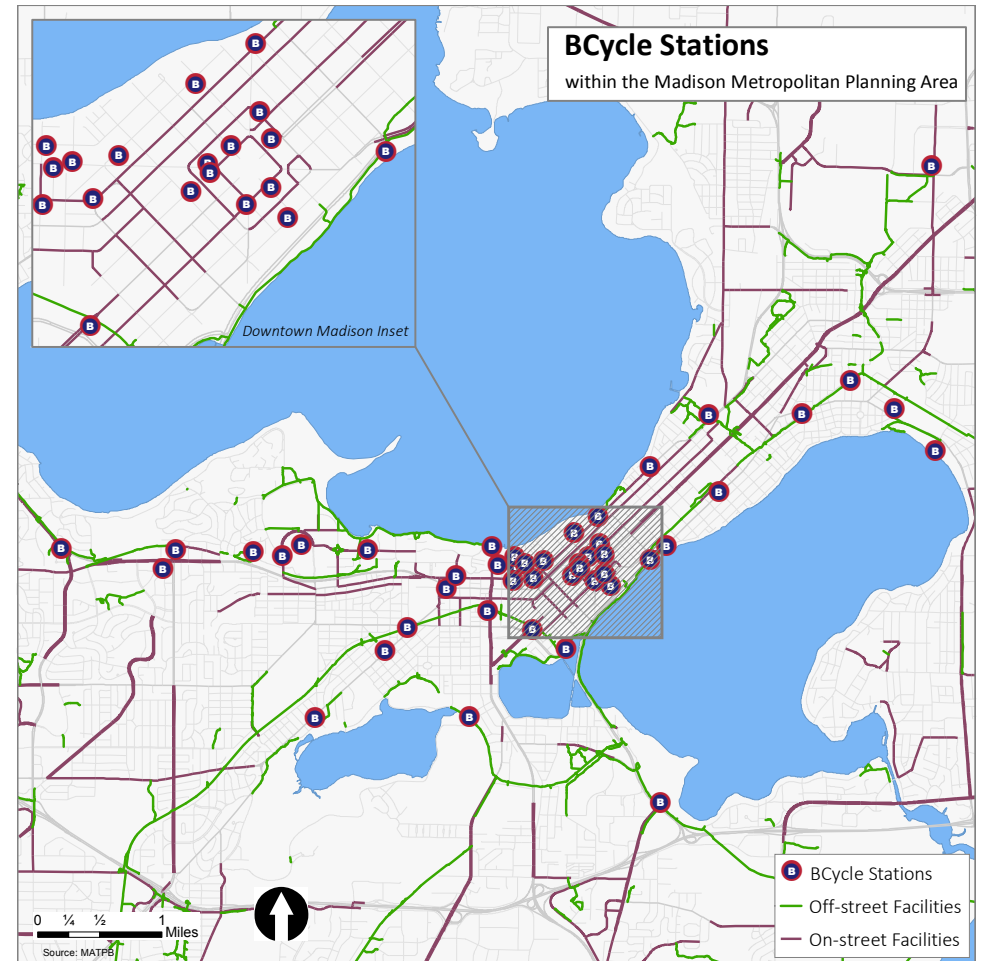 BCycle Stations
within the Madison Metropolitan Planning Area
Downtown Madison Inset
BCycle Stations
Off-street Facilities
On-street Facilities
0 ¼ ½ 1
Miles
Source: MATPB
B